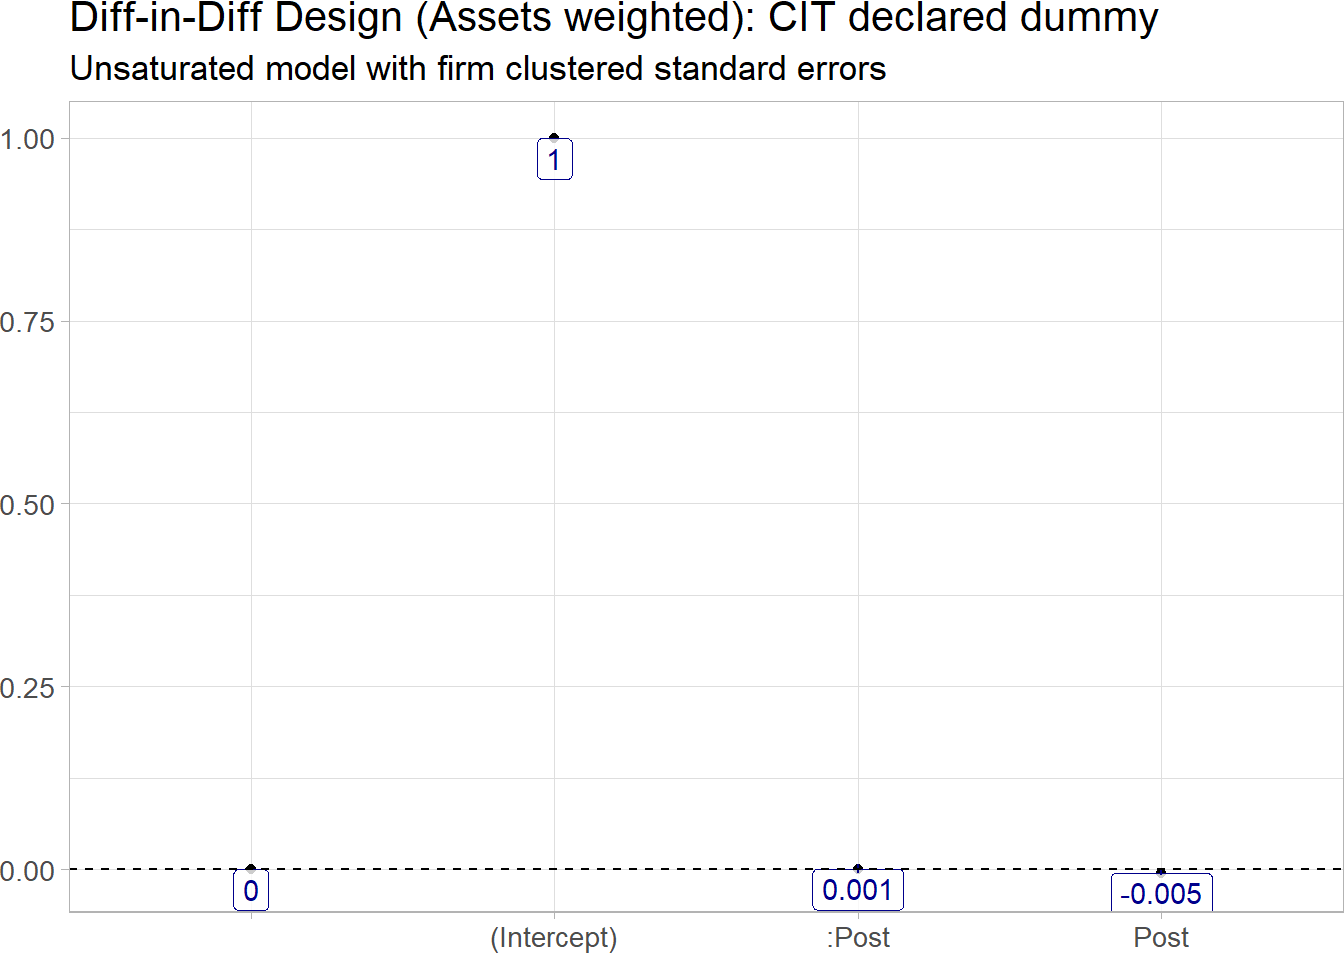 Diff-in-Diff Design (Assets weighted): CIT declared dummy
Unsaturated model with firm clustered standard errors
1.00
1
0.75
0.50
0.25
0.00
0
0.001
-0.005
(Intercept)
:Post
Post